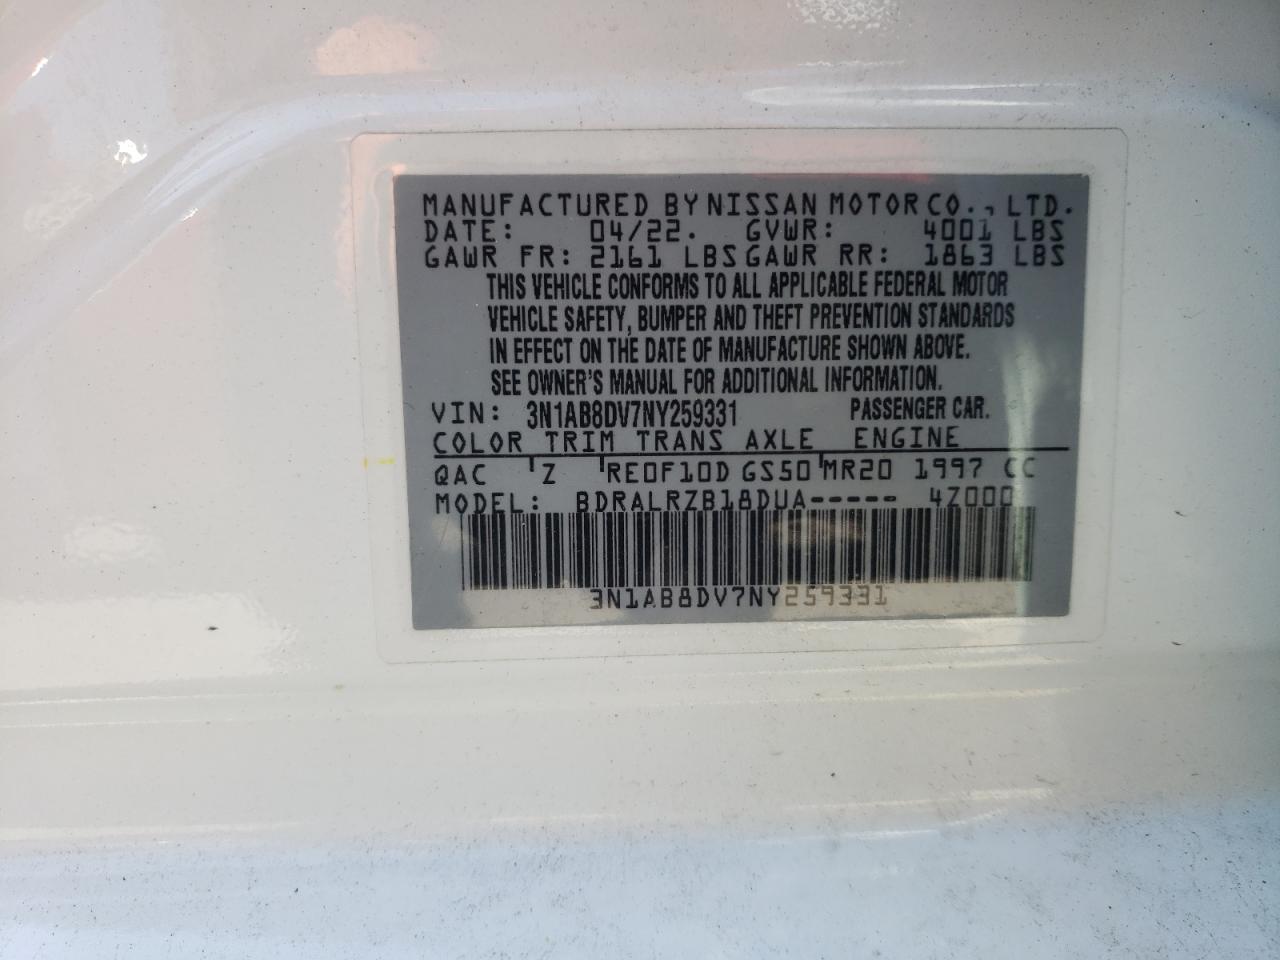 MANUFACTURED BY NISSAN MOTOR CO., LTD.
DATE: 04/22. GVWR: 4001 LBS
GAWR FR: 2161 LBS GAWR RR: 1863 LBS
THIS VEHICLE CONFORMS TO ALL APPLICABLE FEDERAL MOTOR
VEHICLE SAFETY, BUMPER AND THEFT PREVENTION STANDARDS
IN EFFECT ON THE DATE OF MANUFACTURE SHOWN ABOVE.
SEE OWNER'S MANUAL FOR ADDITIONAL INFORMATION.
VIN: 3N1AB8DV7NY259331 PASSENGER CAR.
COLOR TRIM TRANS AXLE ENGINE
QAC Z RE0F10D GS50 MR20 1997 CC
MODEL: BDRALRZB18DUA----- 4Z000
3N1AB8DV7NY259331